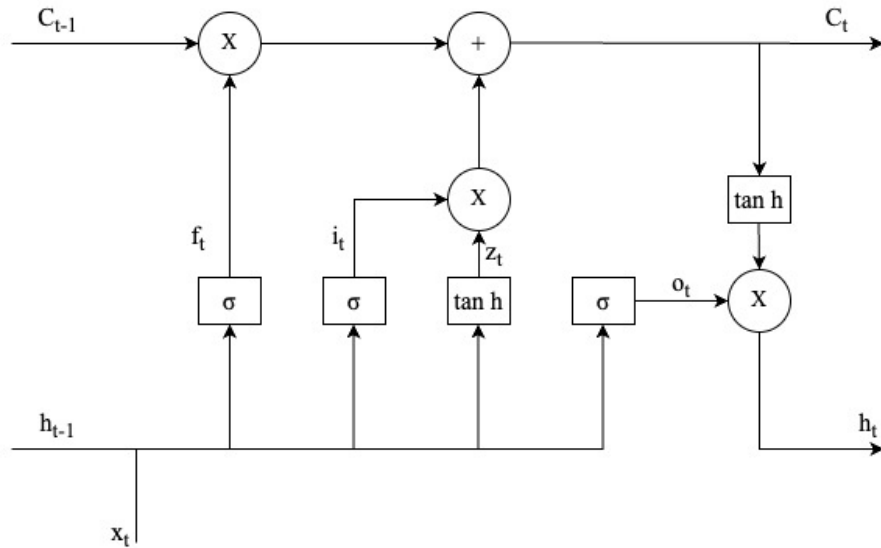 Cₜ₋₁ X + Cₜ
tan h
X
fₜ iₜ zₜ
σ σ tan h σ oₜ X
hₜ₋₁ hₜ
xₜ